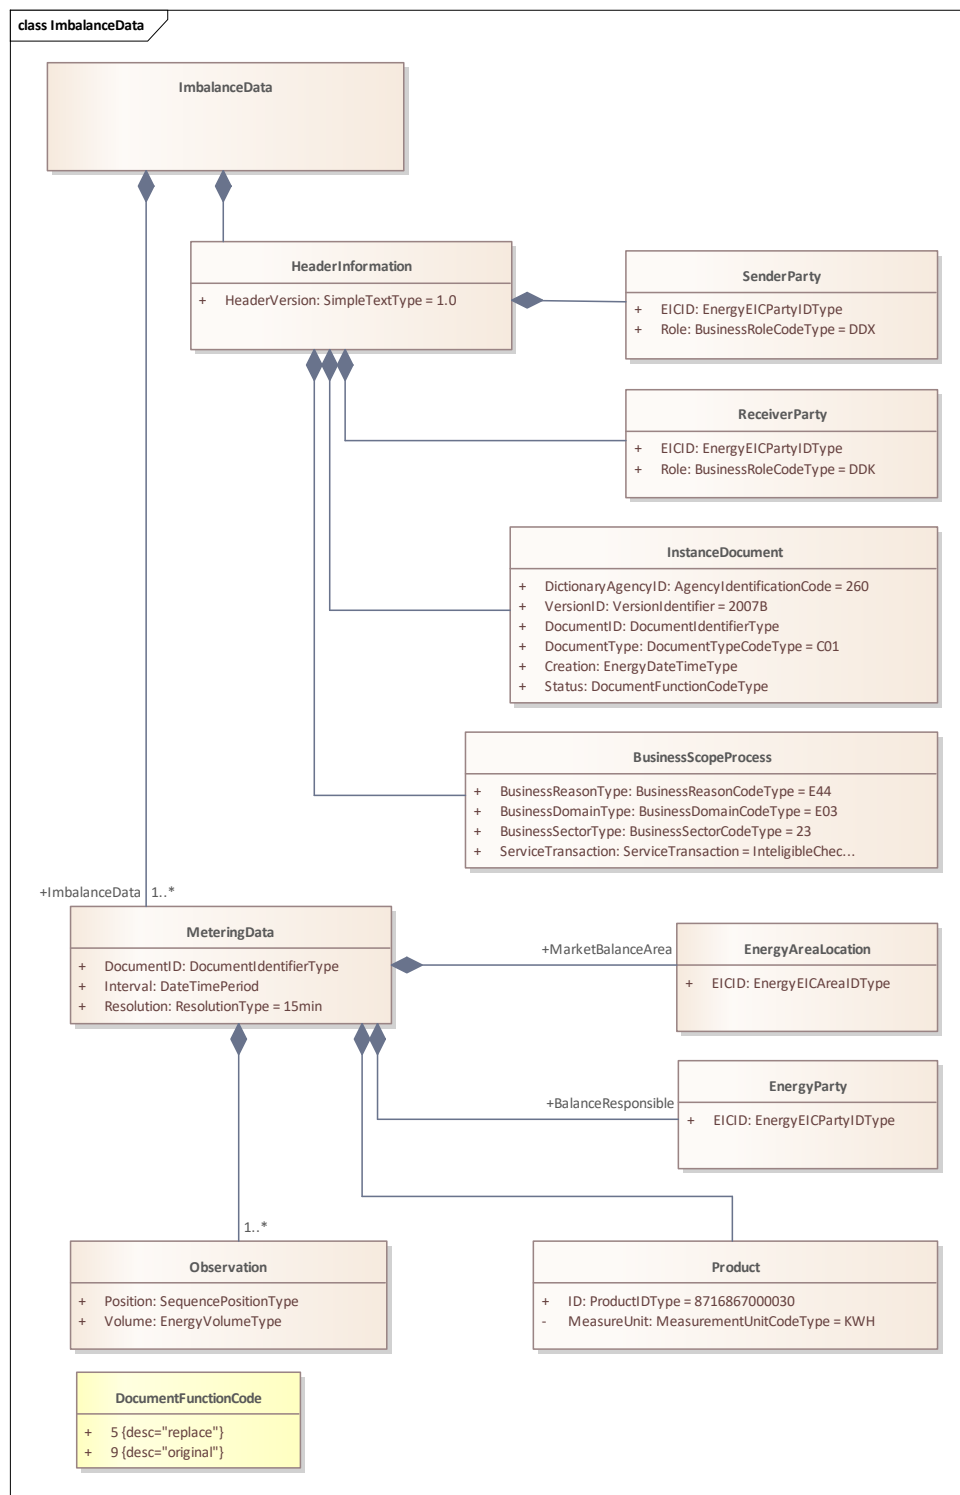 class ImbalanceData
ImbalanceData
HeaderInformation
+ HeaderVersion: SimpleTextType = 1.0
SenderParty
+ EICID: EnergyEICPartyIDType
+ Role: BusinessRoleCodeType = DDX
ReceiverParty
+ EICID: EnergyEICPartyIDType
+ Role: BusinessRoleCodeType = DDK
InstanceDocument
+ DictionaryAgencyID: AgencyIdentificationCode = 260
+ VersionID: VersionIdentifier = 2007B
+ DocumentID: DocumentIdentifierType
+ DocumentType: DocumentTypeCodeType = C01
+ Creation: EnergyDateTimeType
+ Status: DocumentFunctionCodeType
BusinessScopeProcess
+ BusinessReasonType: BusinessReasonCodeType = E44
+ BusinessDomainType: BusinessDomainCodeType = E03
+ BusinessSectorType: BusinessSectorCodeType = 23
+ ServiceTransaction: ServiceTransaction = InteligibleChec...
+ImbalanceData 1..*
MeteringData
+ DocumentID: DocumentIdentifierType
+ Interval: DateTimePeriod
+ Resolution: ResolutionType = 15min
+MarketBalanceArea
EnergyAreaLocation
+ EICID: EnergyEICAreaIDType
+BalanceResponsible
EnergyParty
+ EICID: EnergyEICPartyIDType
1..*
Observation
+ Position: SequencePositionType
+ Volume: EnergyVolumeType
Product
+ ID: ProductIDType = 8716867000030
- MeasureUnit: MeasurementUnitCodeType = KWH
DocumentFunctionCode
+ 5 {desc="replace"}
+ 9 {desc="original"}